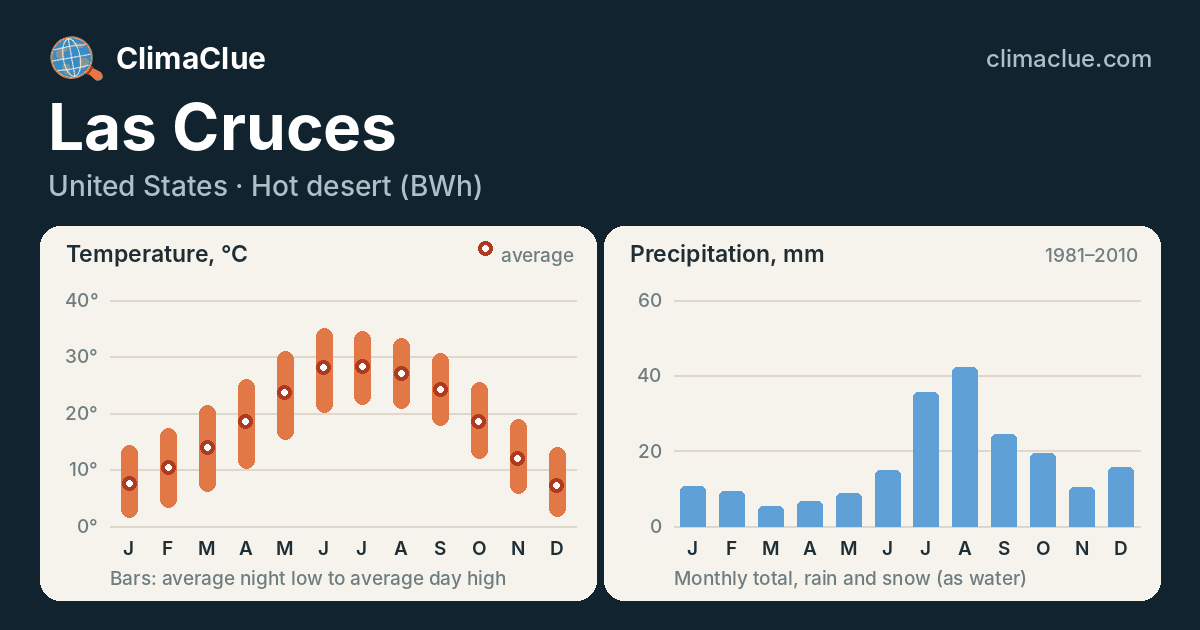 ClimaClue
climaclue.com
Las Cruces
United States · Hot desert (BWh)
Temperature, °C
average
40°
30°
20°
10°
0°
J F M A M J J A S O N D
Bars: average night low to average day high
Precipitation, mm
1981–2010
60
40
20
0
J F M A M J J A S O N D
Monthly total, rain and snow (as water)